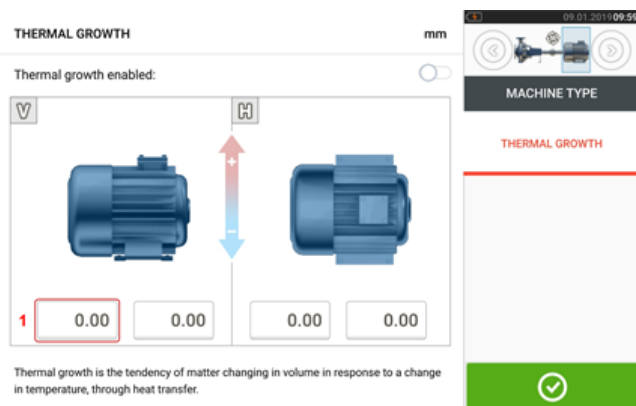 THERMAL GROWTH
mm
Thermal growth enabled:
V
H
+
-
1
0.00
0.00
0.00
0.00
Thermal growth is the tendency of matter changing in volume in response to a change
in temperature, through heat transfer.
09.01.2019 09:59
MACHINE TYPE
THERMAL GROWTH